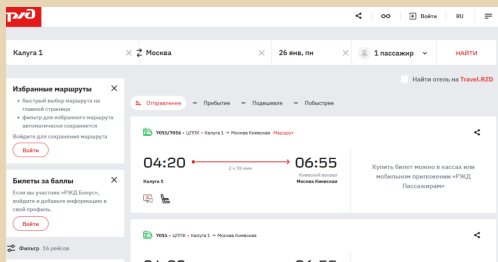 ржд
Войти
RU
Калуга 1
Москва
26 янв, пн
1 пассажир
НАЙТИ
Найти отель на Travel.RZD
Избранные маршруты
быстрый выбор маршрута на
главной странице
фильтр для избранного маршрута
автоматически сохраняется
Войдите для сохранения маршрута
Войти
Билеты за баллы
Если вы участник «РЖД Бонус»,
войдите и добавьте информацию в
свой профиль.
Войти
Фильтр 16 рейсов
Отправление
Прибытие
Подешевле
Побыстрее
7015/7016 • ЦППК • Калуга 1 → Москва Киевская Маршрут
04:20
2 ч 35 мин
06:55
Киевский вокзал
Калуга 1
Москва Киевская
Купить билет можно в кассах или
мобильном приложении «РЖД
Пассажирам»
7015 • ЦППК • Калуга 1 → Москва Киевская